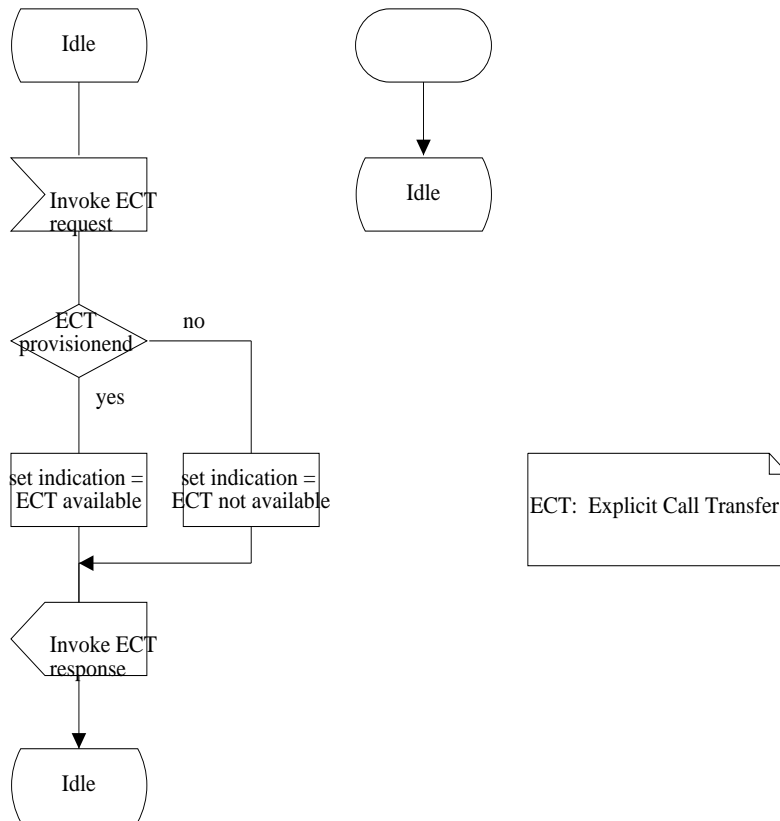 Idle
Idle
Invoke ECT
request
ECT
provisionend
no
yes
set indication =
ECT available
set indication =
ECT not available
ECT:  Explicit Call Transfer
Invoke ECT
response
Idle